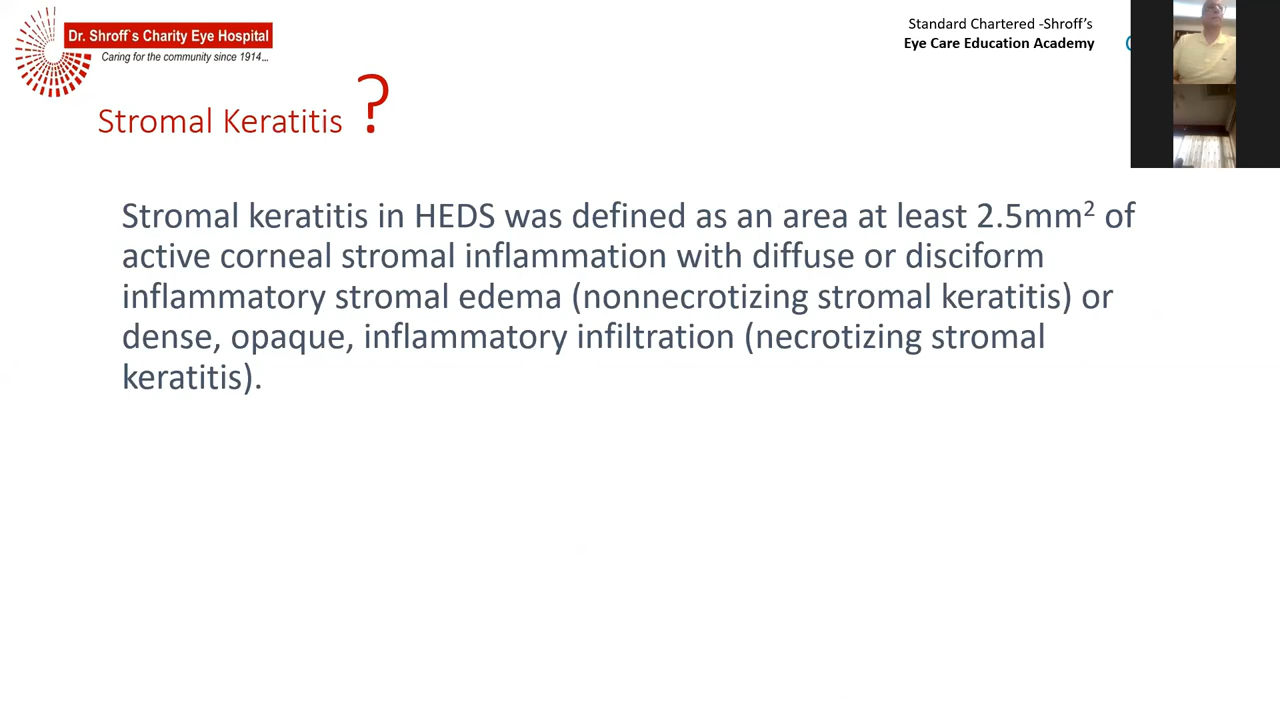 Dr. Shroff's Charity Eye Hospital
Caring for the community since 1914...
Standard Chartered -Shroff's
Eye Care Education Academy
Stromal Keratitis ?
Stromal keratitis in HEDS was defined as an area at least 2.5mm² of
active corneal stromal inflammation with diffuse or disciform
inflammatory stromal edema (nonnecrotizing stromal keratitis) or
dense, opaque, inflammatory infiltration (necrotizing stromal
keratitis).